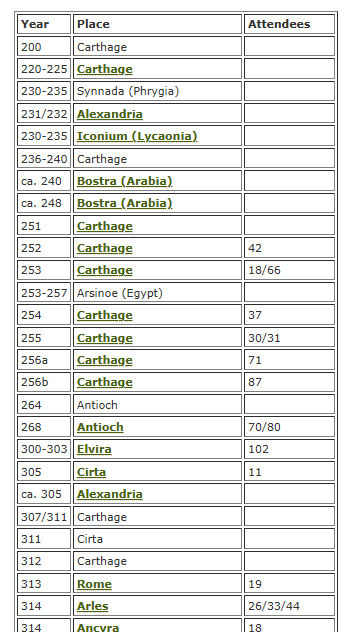 Year Place Attendees
200 Carthage
220-225 Carthage
230-235 Synnada (Phrygia)
231/232 Alexandria
230-235 Iconium (Lycaonia)
236-240 Carthage
ca. 240 Bostra (Arabia)
ca. 248 Bostra (Arabia)
251 Carthage
252 Carthage 42
253 Carthage 18/66
253-257 Arsinoe (Egypt)
254 Carthage 37
255 Carthage 30/31
256a Carthage 71
256b Carthage 87
264 Antioch
268 Antioch 70/80
300-303 Elvira 102
305 Cirta 11
ca. 305 Alexandria
307/311 Carthage
311 Cirta
312 Carthage
313 Rome 19
314 Arles 26/33/44
314 Ancyra 18